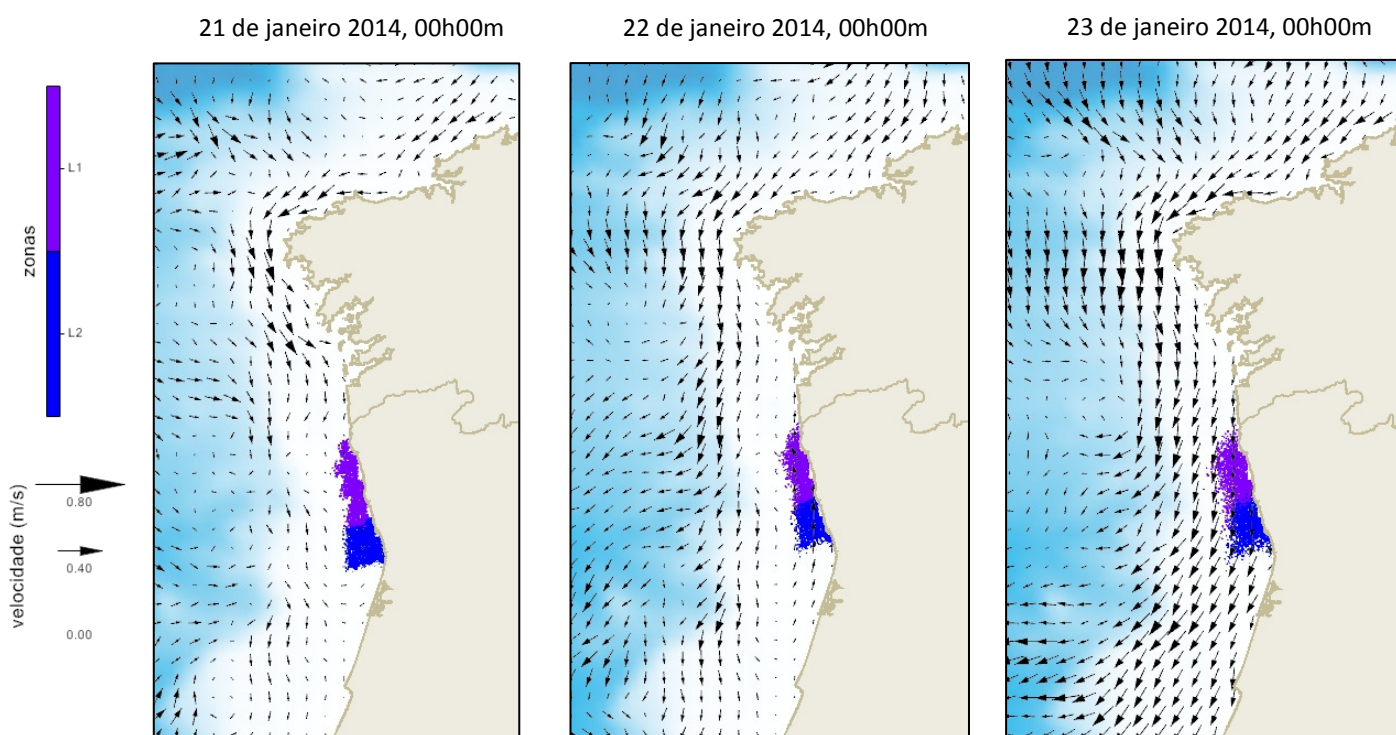 21 de janeiro 2014, 00h00m
22 de janeiro 2014, 00h00m
23 de janeiro 2014, 00h00m
zonas
L1
L2
velocidade (m/s)
0.80
0.40
0.00